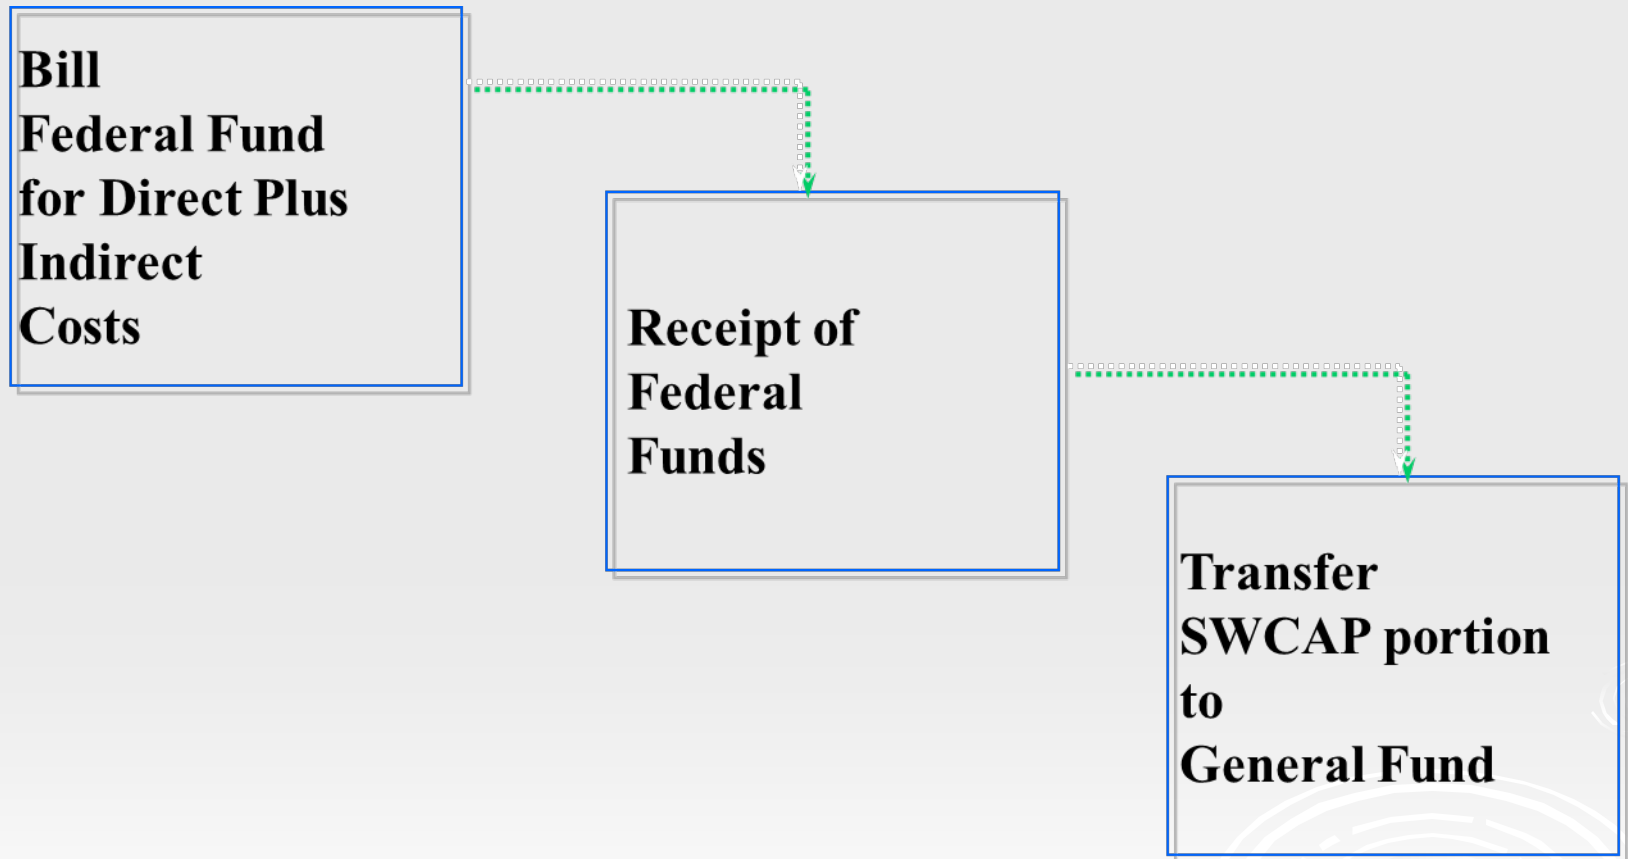 Bill
Federal Fund
for Direct Plus
Indirect
Costs
Receipt of
Federal
Funds
Transfer
SWCAP portion
to
General Fund